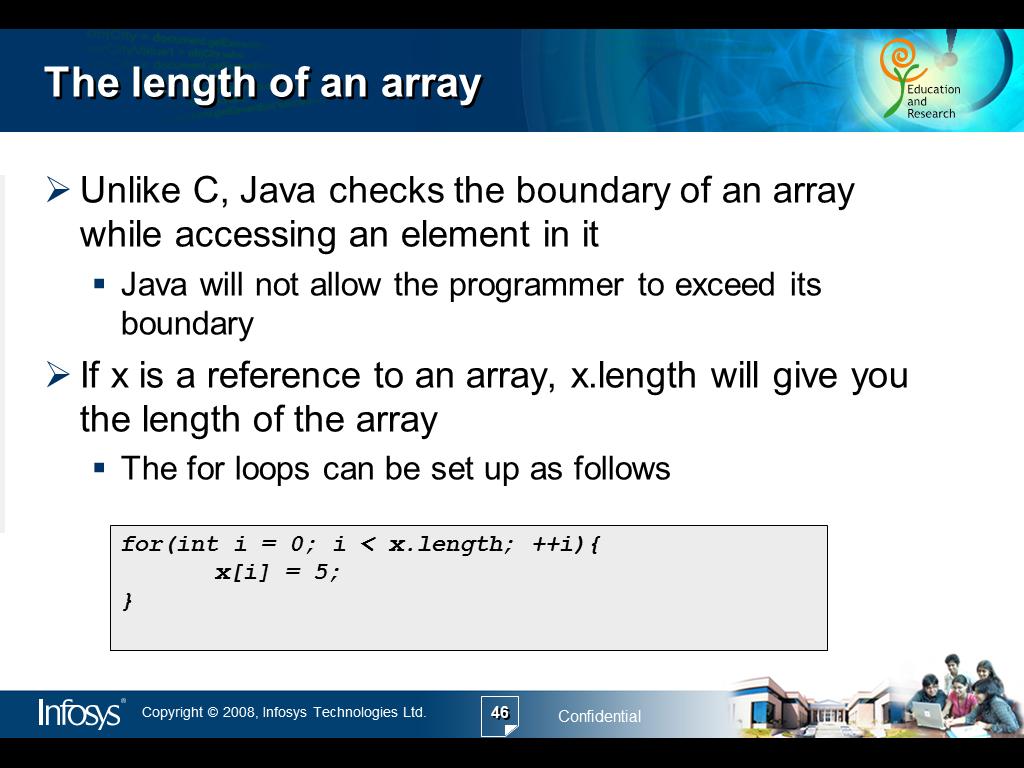 The length of an array
Education
and
Research
Unlike C, Java checks the boundary of an array
while accessing an element in it
Java will not allow the programmer to exceed its
boundary
If x is a reference to an array, x.length will give you
the length of the array
The for loops can be set up as follows
for(int i = 0; i < x.length; ++i){
x[i] = 5;
}
Infosys®
Copyright © 2008, Infosys Technologies Ltd.
46
Confidential